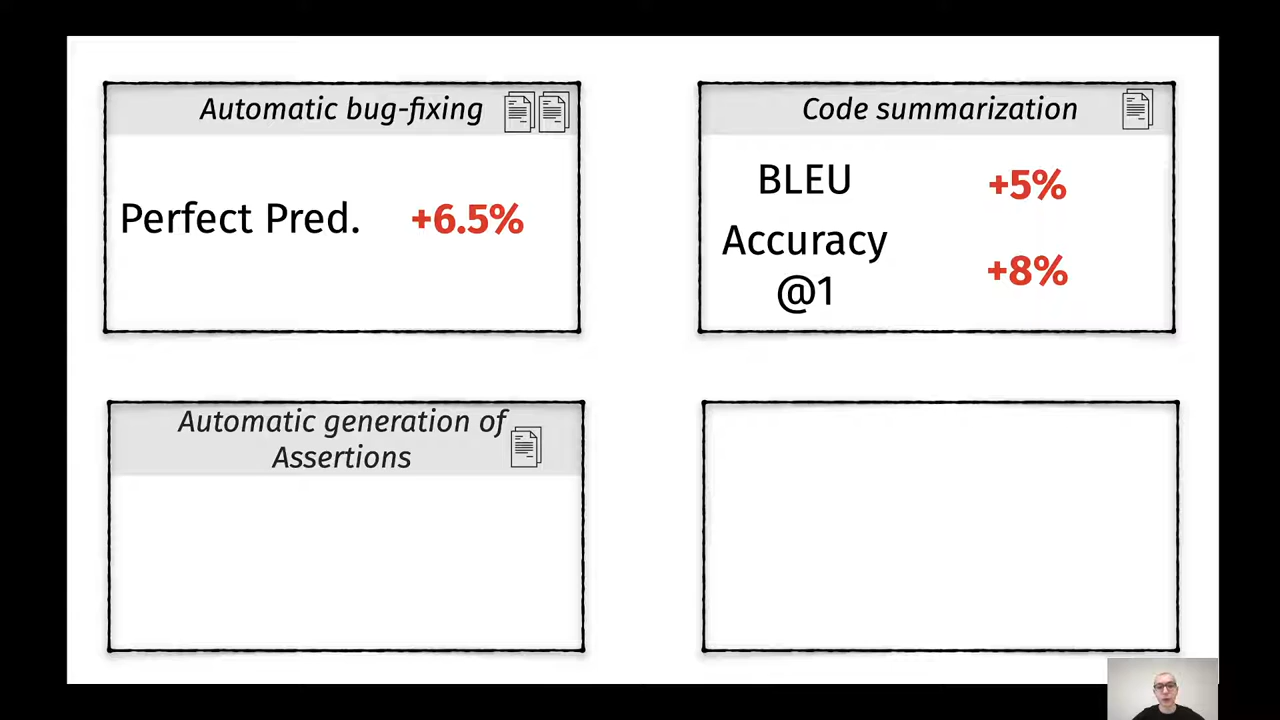 Automatic bug-fixing
Perfect Pred.
+6.5%
Code summarization
BLEU
+5%
Accuracy
@1
+8%
Automatic generation of
Assertions